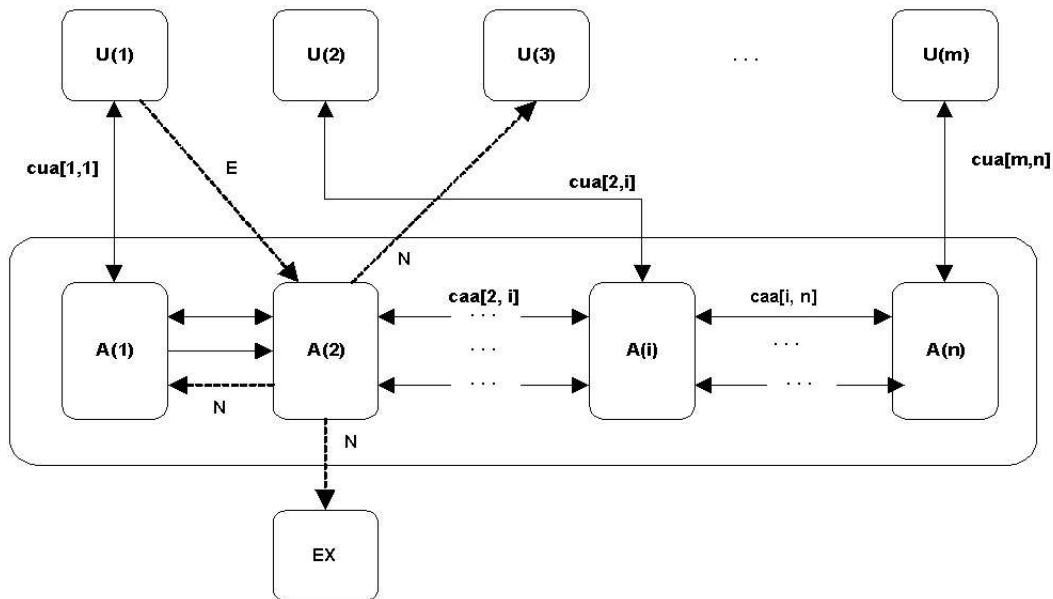 U(1)
U(2)
U(3)
. . .
U(m)
cua[1,1]
E
cua[2,i]
cua[m,n]
N
caa[2, i]
caa[i, n]
. . .
A(1)
A(2)
. . .
A(i)
. . .
A(n)
N
. . .
. . .
N
EX